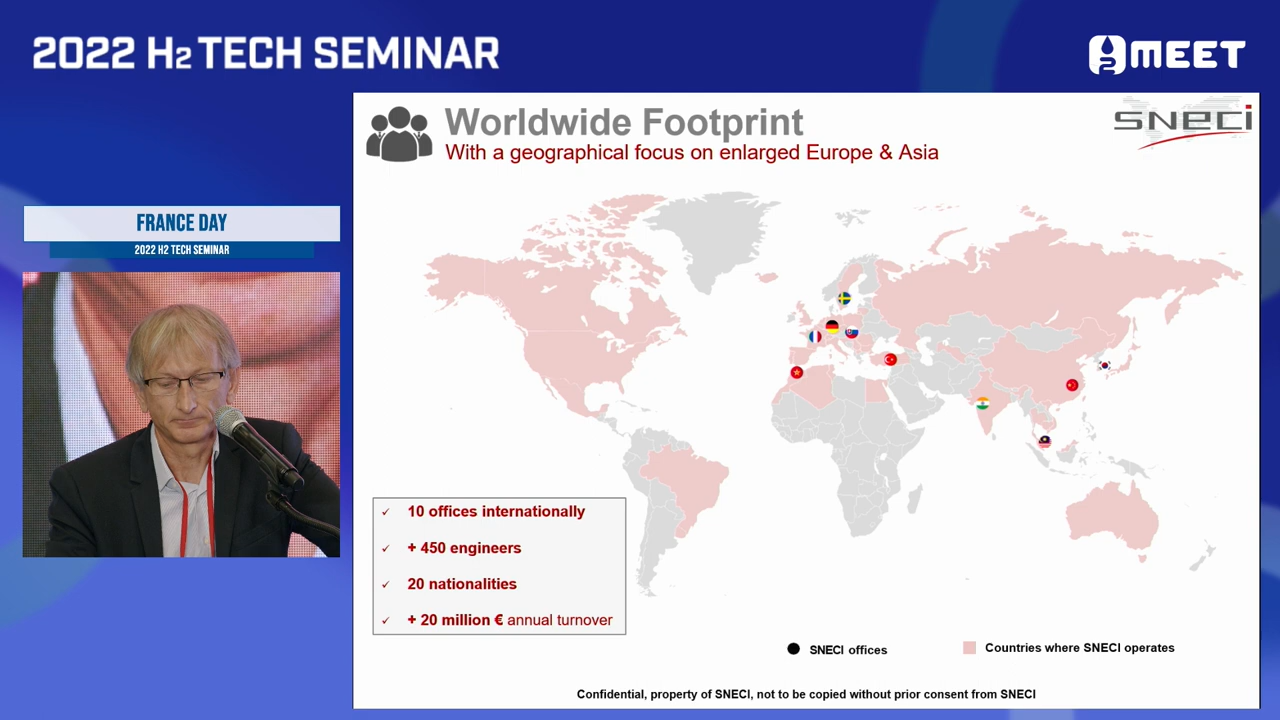 2022 H2 TECH SEMINAR
H2 MEET
FRANCE DAY
2022 H2 TECH SEMINAR
Worldwide Footprint
With a geographical focus on enlarged Europe & Asia
SNECI
✓ 10 offices internationally
✓ + 450 engineers
✓ 20 nationalities
✓ + 20 million € annual turnover
SNECI offices
Countries where SNECI operates
Confidential, property of SNECI, not to be copied without prior consent from SNECI